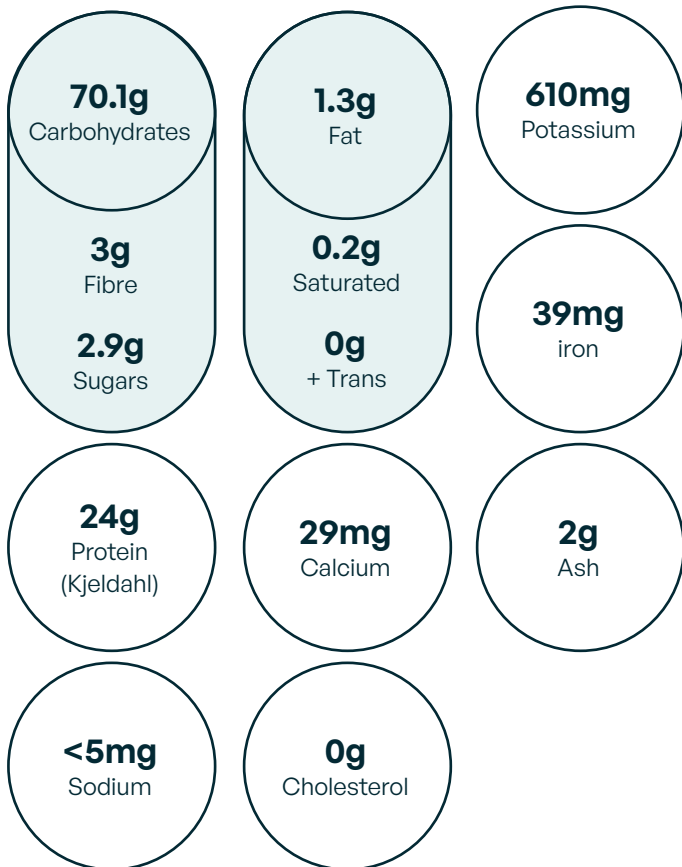 70.1g
Carbohydrates
3g
Fibre
2.9g
Sugars
1.3g
Fat
0.2g
Saturated
0g
+ Trans
610mg
Potassium
39mg
iron
24g
Protein
(Kjeldahl)
29mg
Calcium
2g
Ash
<5mg
Sodium
0g
Cholesterol